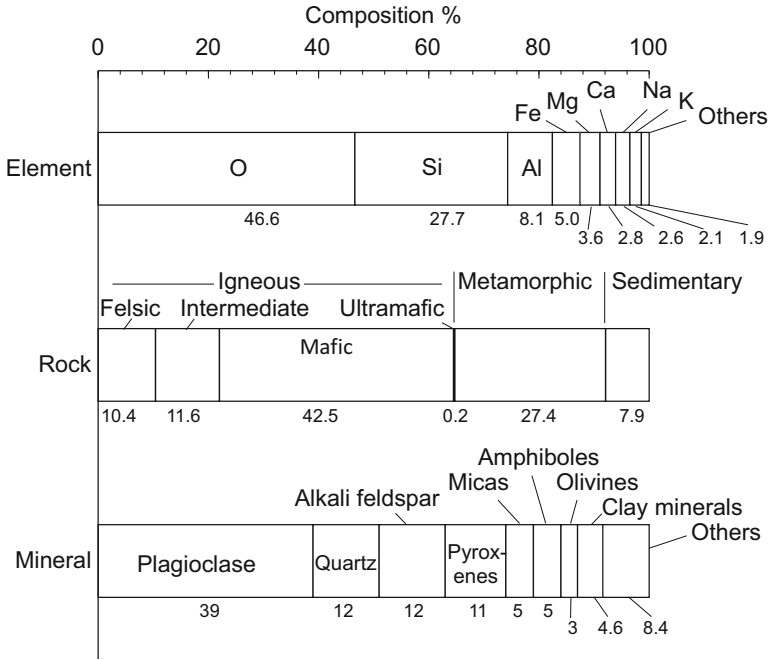 Composition %
0 20 40 60 80 100
Fe Mg Ca Na K Others
Element O Si Al
46.6 27.7 8.1 5.0 3.6 2.8 2.6 2.1 1.9
Igneous Metamorphic Sedimentary
Felsic Intermediate Ultramafic
Rock Mafic
10.4 11.6 42.5 0.2 27.4 7.9
Amphiboles
Micas Olivines
Alkali feldspar Clay minerals
Others
Mineral Plagioclase Quartz Pyrox-
enes
39 12 12 11 5 5 3 4.6 8.4